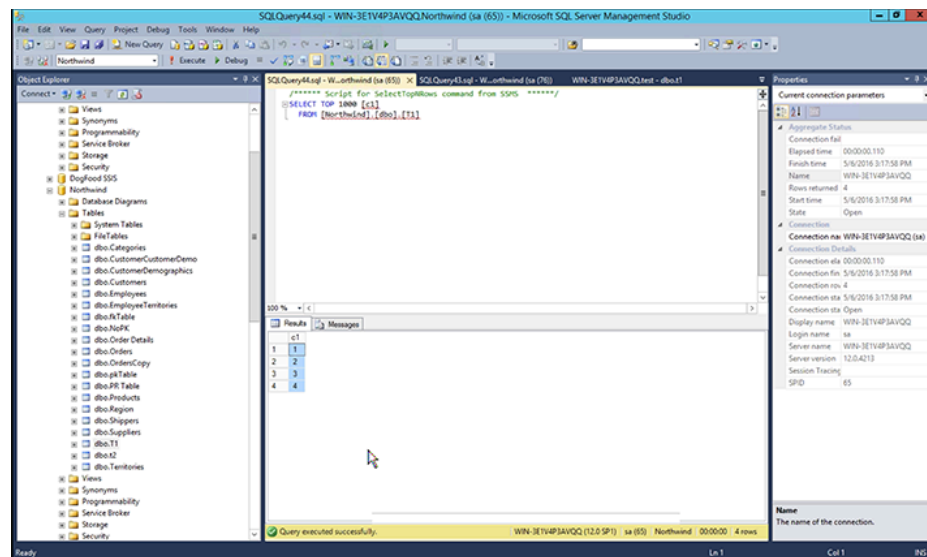 SQLQuery44.sql - WIN-3E1V4P3AVQQ.Northwind (sa (65)) - Microsoft SQL Server Management Studio
File Edit View Query Project Debug Tools Window Help
New Query
Northwind Execute Debug
Object Explorer
Connect
Views
Synonyms
Programmability
Service Broker
Storage
Security
DogFood SSIS
Northwind
Database Diagrams
Tables
System Tables
FileTables
dbo.Categories
dbo.CustomerCustomerDemo
dbo.CustomerDemographics
dbo.Customers
dbo.Employees
dbo.EmployeeTerritories
dbo.fkTable
dbo.NoPK
dbo.Order Details
dbo.Orders
dbo.OrdersCopy
dbo.pkTable
dbo.PR Table
dbo.Products
dbo.Region
dbo.Shippers
dbo.Suppliers
dbo.T1
dbo.t2
dbo.Territories
Views
Synonyms
Programmability
Service Broker
Storage
Security
SQLQuery44.sql - W...orthwind (sa (65)) SQLQuery43.sql - W...orthwind (sa (76)) WIN-3E1V4P3AVQQ.test - dbo.t1
/****** Script for SelectTopNRows command from SSMS ******/
SELECT TOP 1000 [c1]
FROM [Northwind].[dbo].[T1]
100 %
Results Messages
c1
1 1
2 2
3 3
4 4
Query executed successfully. WIN-3E1V4P3AVQQ (12.0 SP1) sa (65) Northwind 00:00:00 4 rows
Properties
Current connection parameters
Aggregate Status
Connection fail
Elapsed time 00:00:00.110
Finish time 5/6/2016 3:17:58 PM
Name WIN-3E1V4P3AVQQ
Rows returned 4
Start time 5/6/2016 3:17:58 PM
State Open
Connection
Connection nar WIN-3E1V4P3AVQQ (sa)
Connection Details
Connection ela 00:00:00.110
Connection fin 5/6/2016 3:17:58 PM
Connection rov 4
Connection sta 5/6/2016 3:17:58 PM
Connection sta Open
Display name WIN-3E1V4P3AVQQ
Login name sa
Server name WIN-3E1V4P3AVQQ
Server version 12.0.4213
Session Tracing
SPID 65
Name
The name of the connection.
Ready Ln 1 Col 1 INS